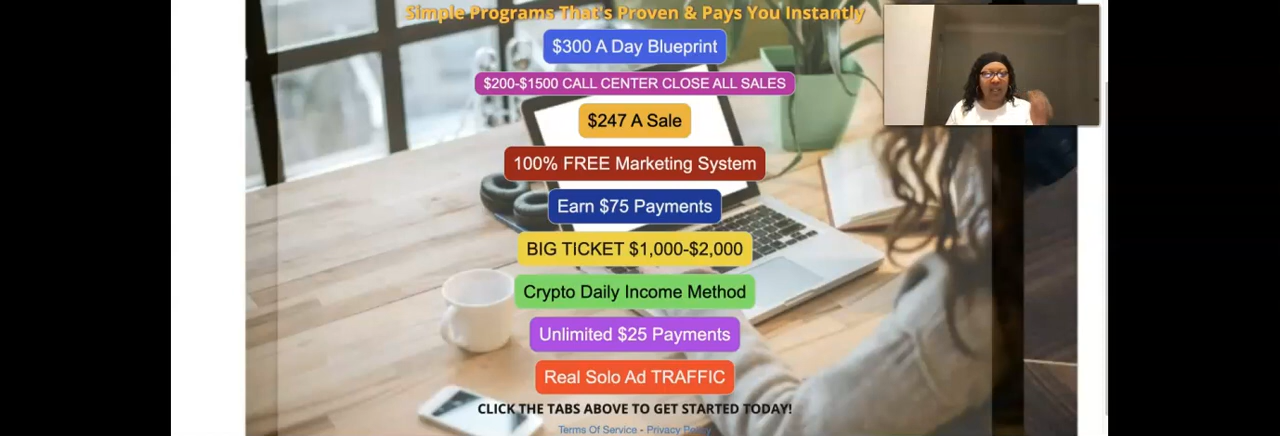 Simple Programs That's Proven & Pays You Instantly
$300 A Day Blueprint
$200-$1500 CALL CENTER CLOSE ALL SALES
$247 A Sale
100% FREE Marketing System
Earn $75 Payments
BIG TICKET $1,000-$2,000
Crypto Daily Income Method
Unlimited $25 Payments
Real Solo Ad TRAFFIC
CLICK THE TABS ABOVE TO GET STARTED TODAY!
Terms Of Service - Privacy Policy